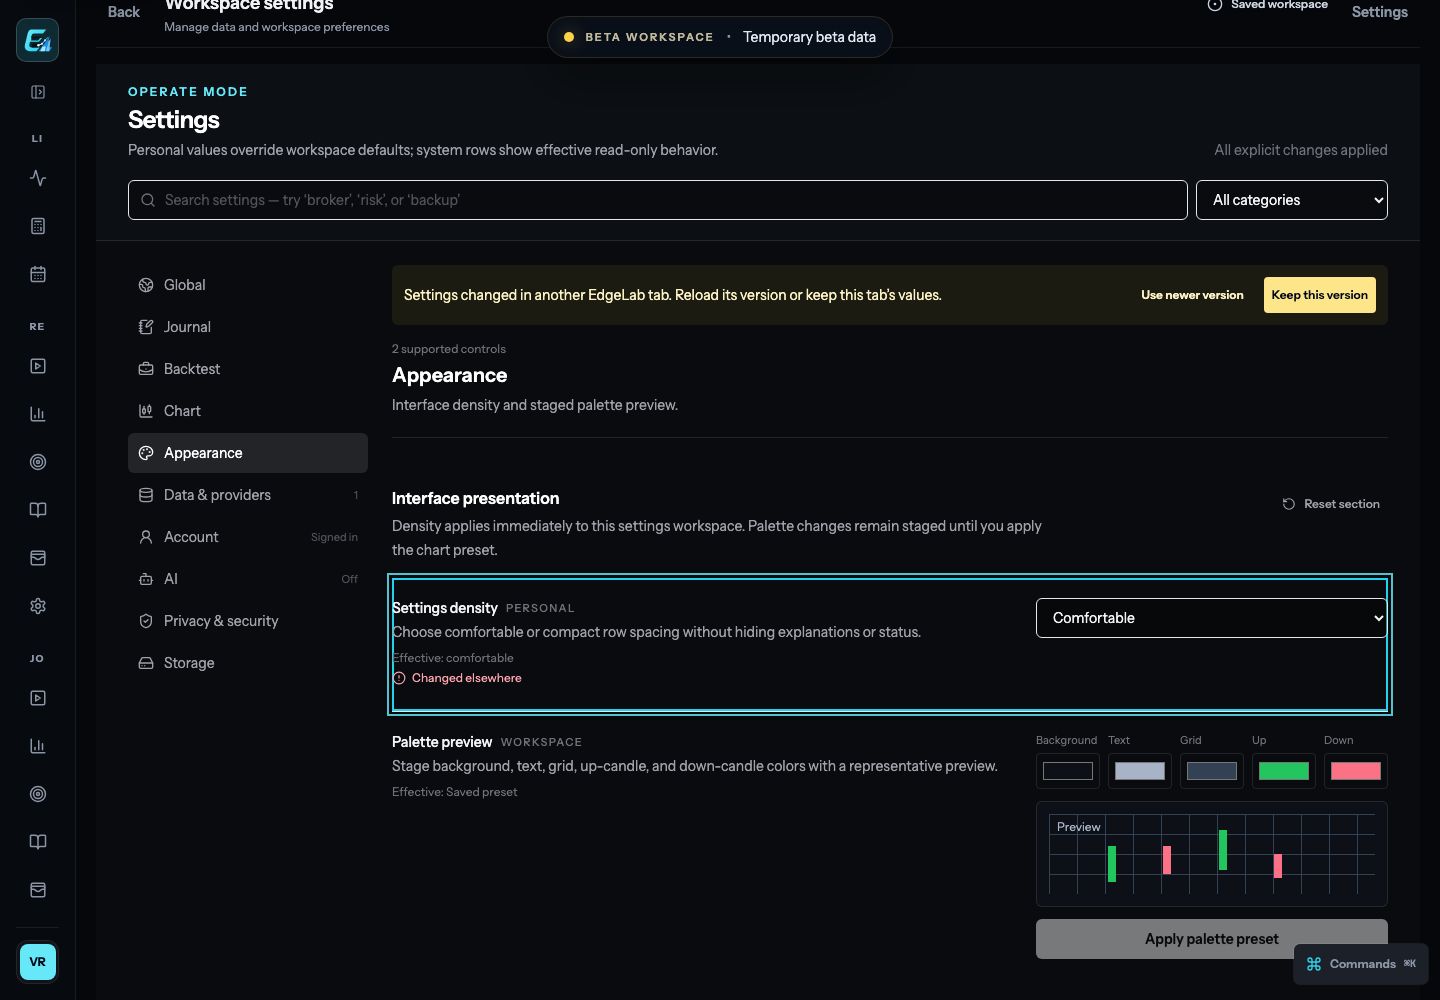 Back
Workspace settings
Manage data and workspace preferences
BETA WORKSPACE • Temporary beta data
Saved workspace
Settings
OPERATE MODE
Settings
Personal values override workspace defaults; system rows show effective read-only behavior.
All explicit changes applied
Search settings — try 'broker', 'risk', or 'backup'
All categories
LI
RE
JO
VR
Global
Journal
Backtest
Chart
Appearance
Data & providers 1
Account Signed in
AI Off
Privacy & security
Storage
Settings changed in another EdgeLab tab. Reload its version or keep this tab's values.
Use newer version
Keep this version
2 supported controls
Appearance
Interface density and staged palette preview.
Interface presentation
Reset section
Density applies immediately to this settings workspace. Palette changes remain staged until you apply
the chart preset.
Settings density PERSONAL
Choose comfortable or compact row spacing without hiding explanations or status.
Effective: comfortable
Changed elsewhere
Comfortable
Palette preview WORKSPACE
Stage background, text, grid, up-candle, and down-candle colors with a representative preview.
Effective: Saved preset
Background Text Grid Up Down
Preview
Apply palette preset
Commands ⌘K